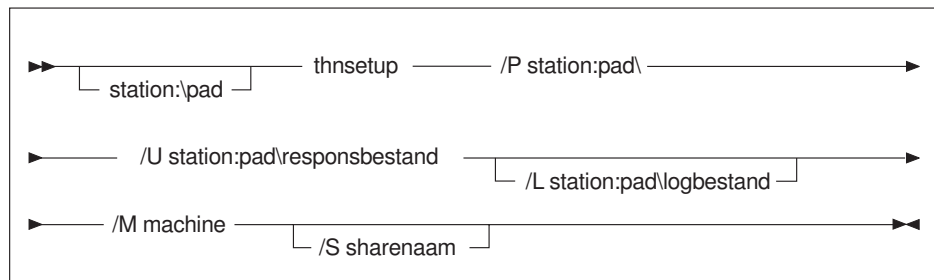 thnsetup /P station:pad\
station:\pad
/U station:pad\responsbestand
/L station:pad\logbestand
/M machine
/S sharenaam